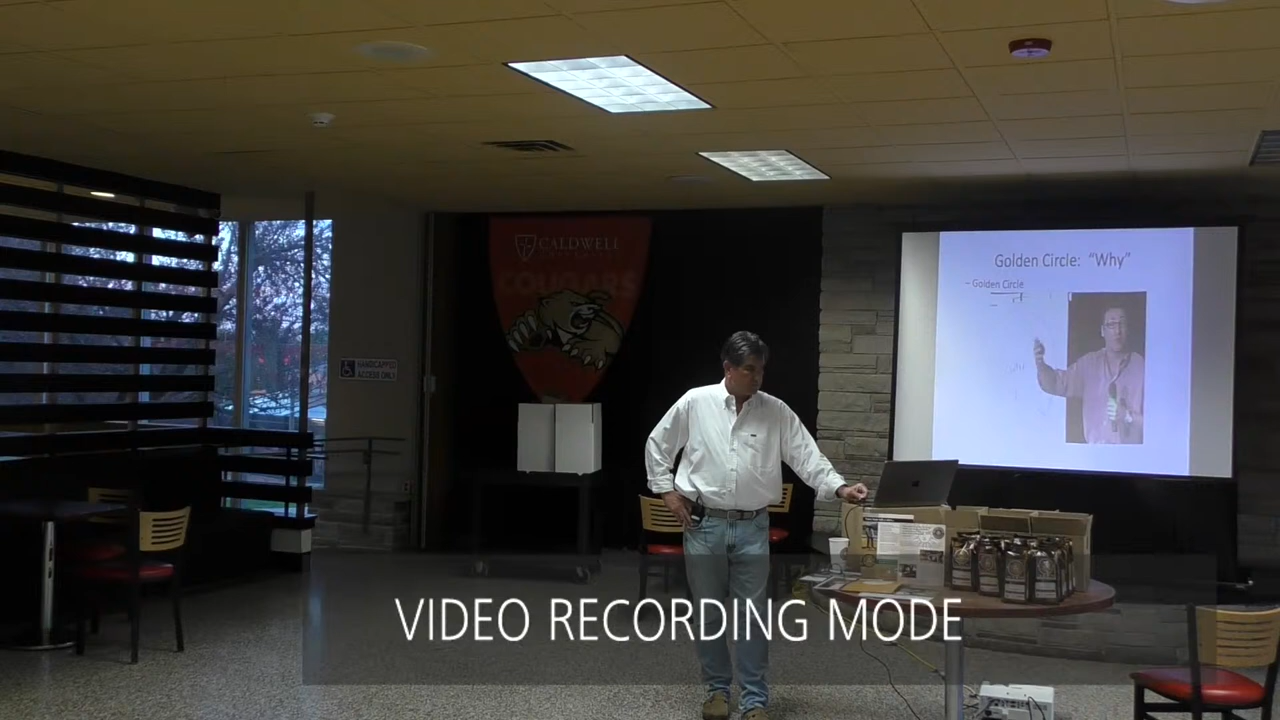 CALDWELL
COUGARS
HANDICAPPED
ACCESS ONLY
Golden Circle: "Why"
– Golden Circle
VIDEO RECORDING MODE